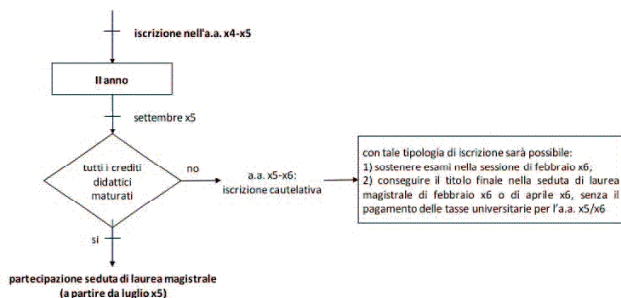 iscrizione nell'a.a. x4-x5
II anno
settembre x5
tutti i crediti
didattici
maturati
no
a.a. x5-x6:
iscrizione cautelativa
con tale tipologia di iscrizione sarà possibile:
1) sostenere esami nella sessione di febbraio x6,
2) conseguire il titolo finale nella seduta di laurea
magistrale di febbraio x6 o di aprile x6, senza il
pagamento delle tasse universitarie per l'a.a. x5/x6
si
partecipazione seduta di laurea magistrale
(a partire da luglio x5)